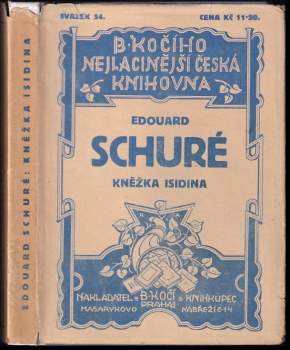 EDOUARD SCHURÉ: KNĚŽKA ISIDINA
SVAZEK 54.
CENA KČ 11·20.
B·KOČÍHO
NEJLACINĚJŠÍ ČESKÁ
KNIHOVNA
EDOUARD
SCHURÉ
KNĚŽKA ISIDINA
NAKLADATEL B·KOČÍ KNIHKUPEC
PRAHA I
MASARYKOVO NÁBŘEŽÍ Č·14